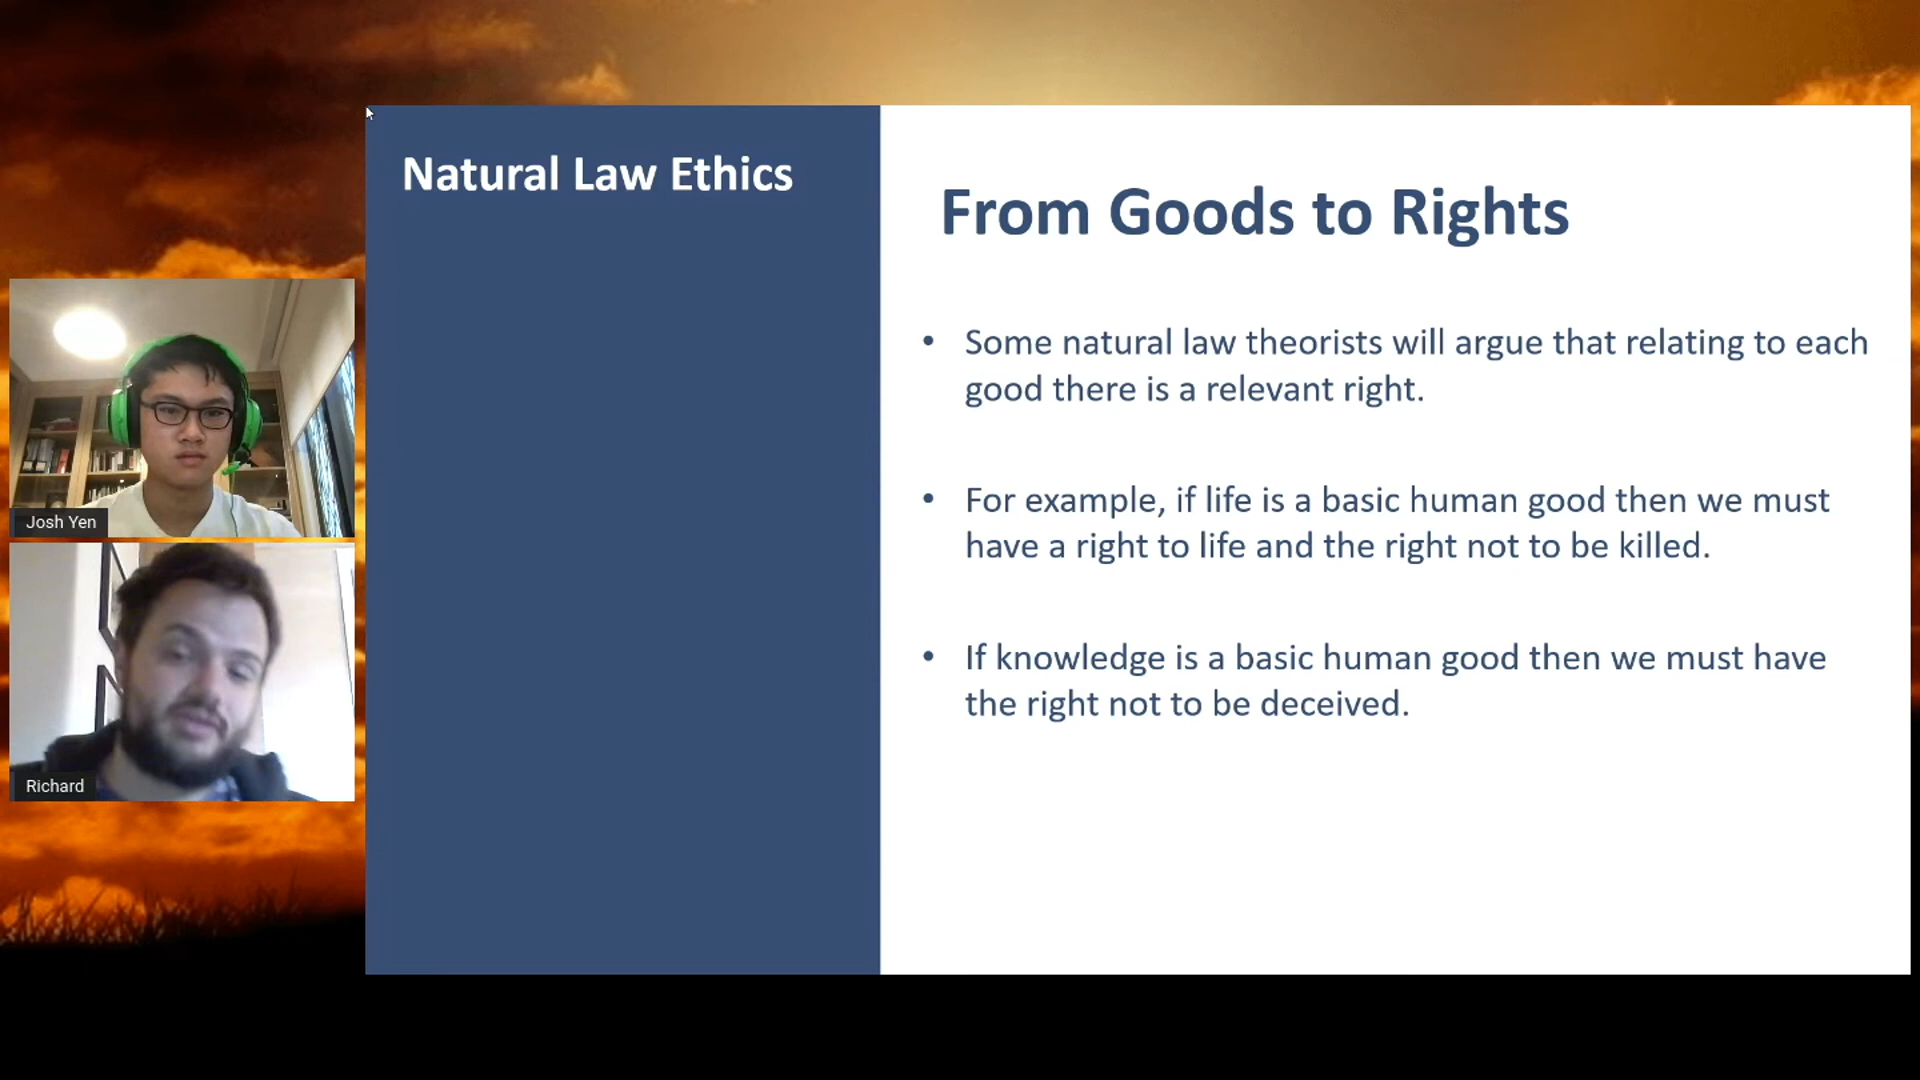 Natural Law Ethics
From Goods to Rights
• Some natural law theorists will argue that relating to each
good there is a relevant right.
• For example, if life is a basic human good then we must
have a right to life and the right not to be killed.
• If knowledge is a basic human good then we must have
the right not to be deceived.
Josh Yen
Richard